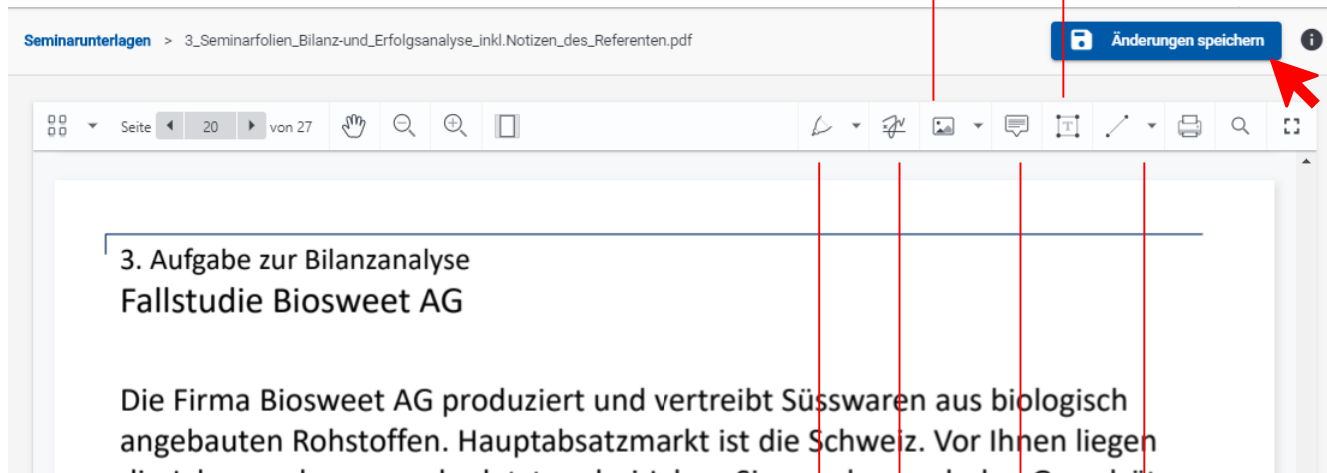 Seminarunterlagen > 3_Seminarfolien_Bilanz-und_Erfolgsanalyse_inkl.Notizen_des_Referenten.pdf
Änderungen speichern
Seite 20 von 27
3. Aufgabe zur Bilanzanalyse
Fallstudie Biosweet AG
Die Firma Biosweet AG produziert und vertreibt Süsswaren aus biologisch
angebauten Rohstoffen. Hauptabsatzmarkt ist die Schweiz. Vor Ihnen liegen